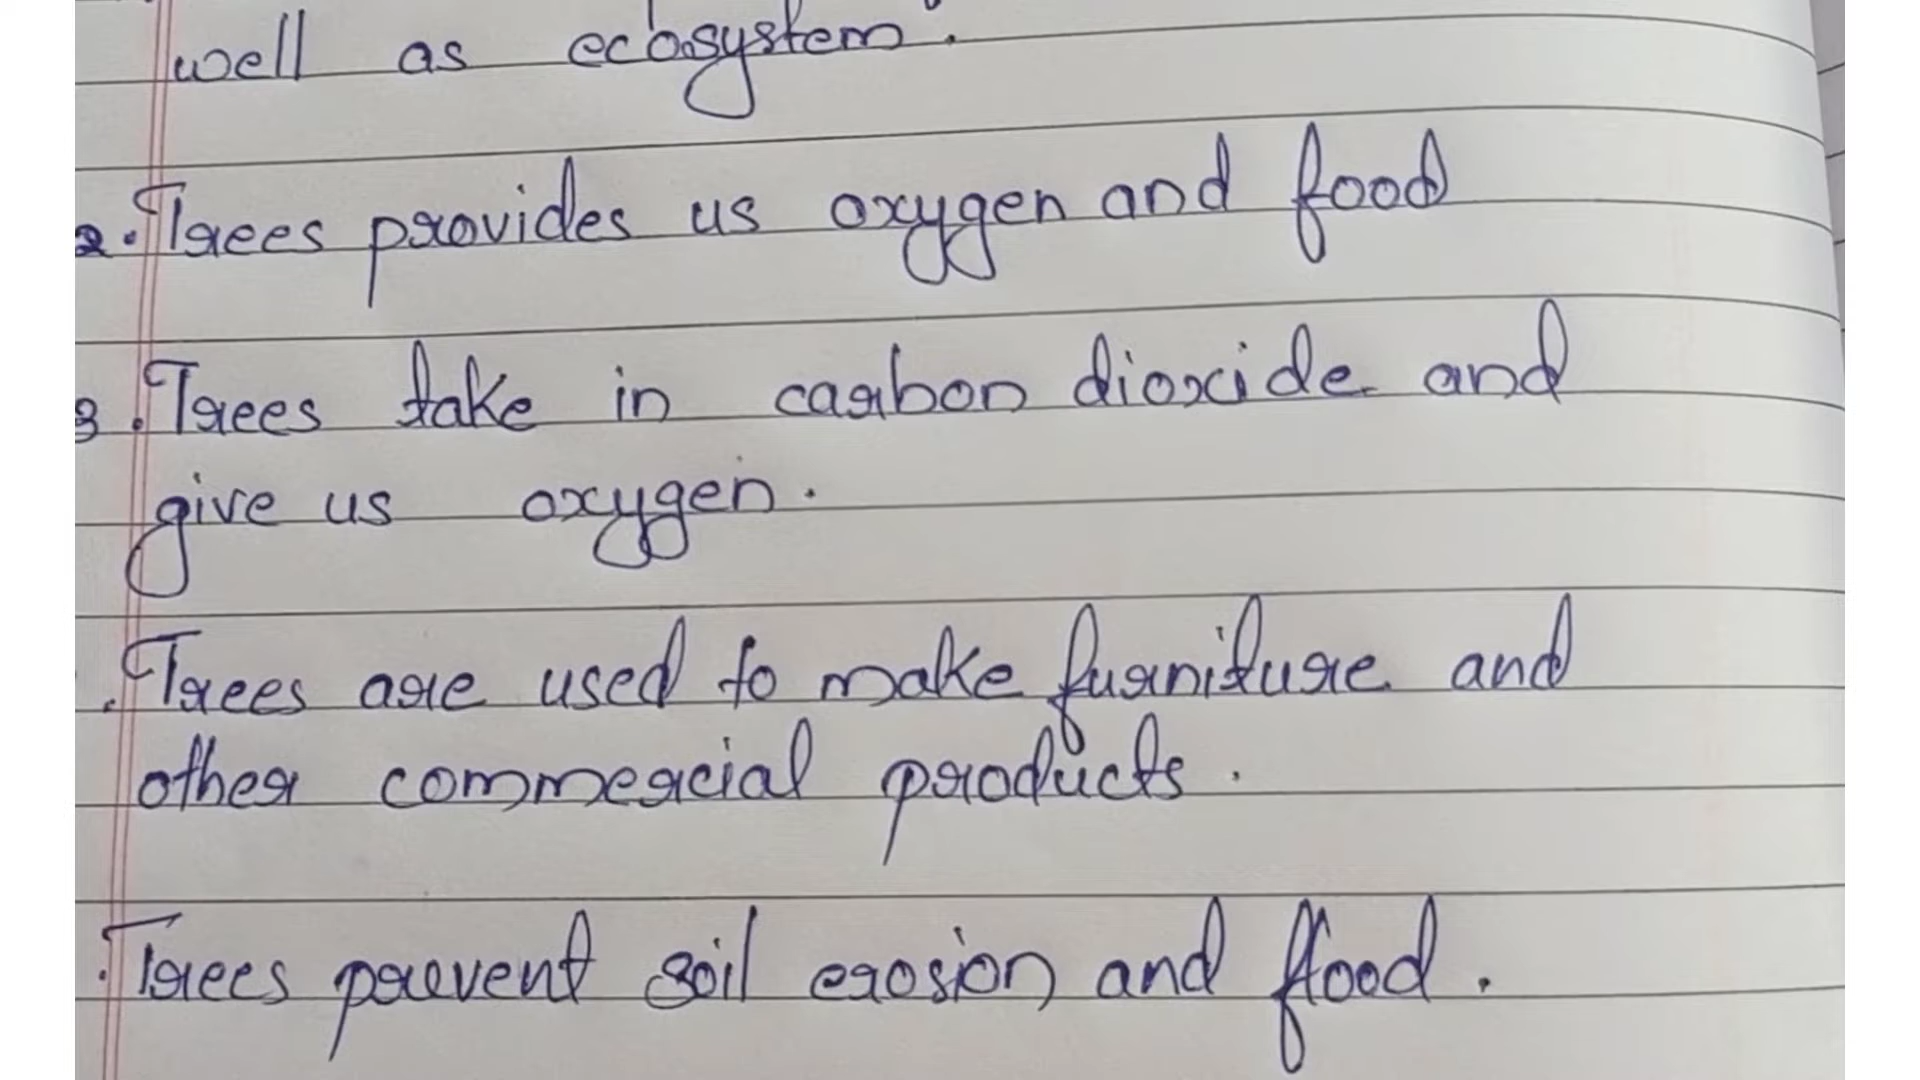 well as ecosystem.
2. Trees provides us oxygen and food
3. Trees take in carbon dioxide and
give us oxygen.
. Trees are used to make furniture and
other commercial products.
. Trees prevent soil erosion and flood.